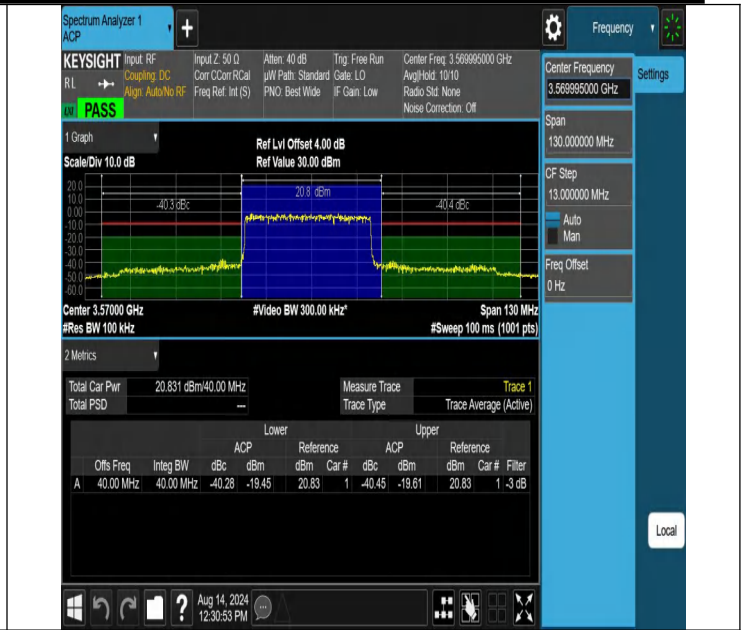 Spectrum Analyzer 1
ACP
+
Frequency
KEYSIGHT
RL
LXI
PASS
Input: RF
Coupling: DC
Align: Auto/No RF
Input Z: 50 Ω
Corr CCorr RCal
Freq Ref: Int (S)
Atten: 40 dB
µW Path: Standard
PNO: Best Wide
Trig: Free Run
Gate: LO
IF Gain: Low
Center Freq: 3.569995000 GHz
Avg|Hold: 10/10
Radio Std: None
Noise Correction: Off
Center Frequency
3.569995000 GHz
Settings
Span
130.000000 MHz
CF Step
13.000000 MHz
Auto
Man
Freq Offset
0 Hz
1 Graph
Scale/Div 10.0 dB
Ref Lvl Offset 4.00 dB
Ref Value 30.00 dBm
20.0
10.0
0.00
-10.0
-20.0
-30.0
-40.0
-50.0
-60.0
-40.3 dBc
20.8 dBm
-40.4 dBc
Center 3.57000 GHz
#Video BW 300.00 kHz*
Span 130 MHz
#Res BW 100 kHz
#Sweep 100 ms (1001 pts)
2 Metrics
Total Car Pwr 20.831 dBm/40.00 MHz
Total PSD ---
Measure Trace Trace 1
Trace Type Trace Average (Active)
Lower Upper
ACP Reference ACP Reference
Offs Freq Integ BW dBc dBm dBm Car # dBc dBm dBm Car # Filter
A 40.00 MHz 40.00 MHz -40.28 -19.45 20.83 1 -40.45 -19.61 20.83 1 -3 dB
Local
?
Aug 14, 2024
12:30:53 PM